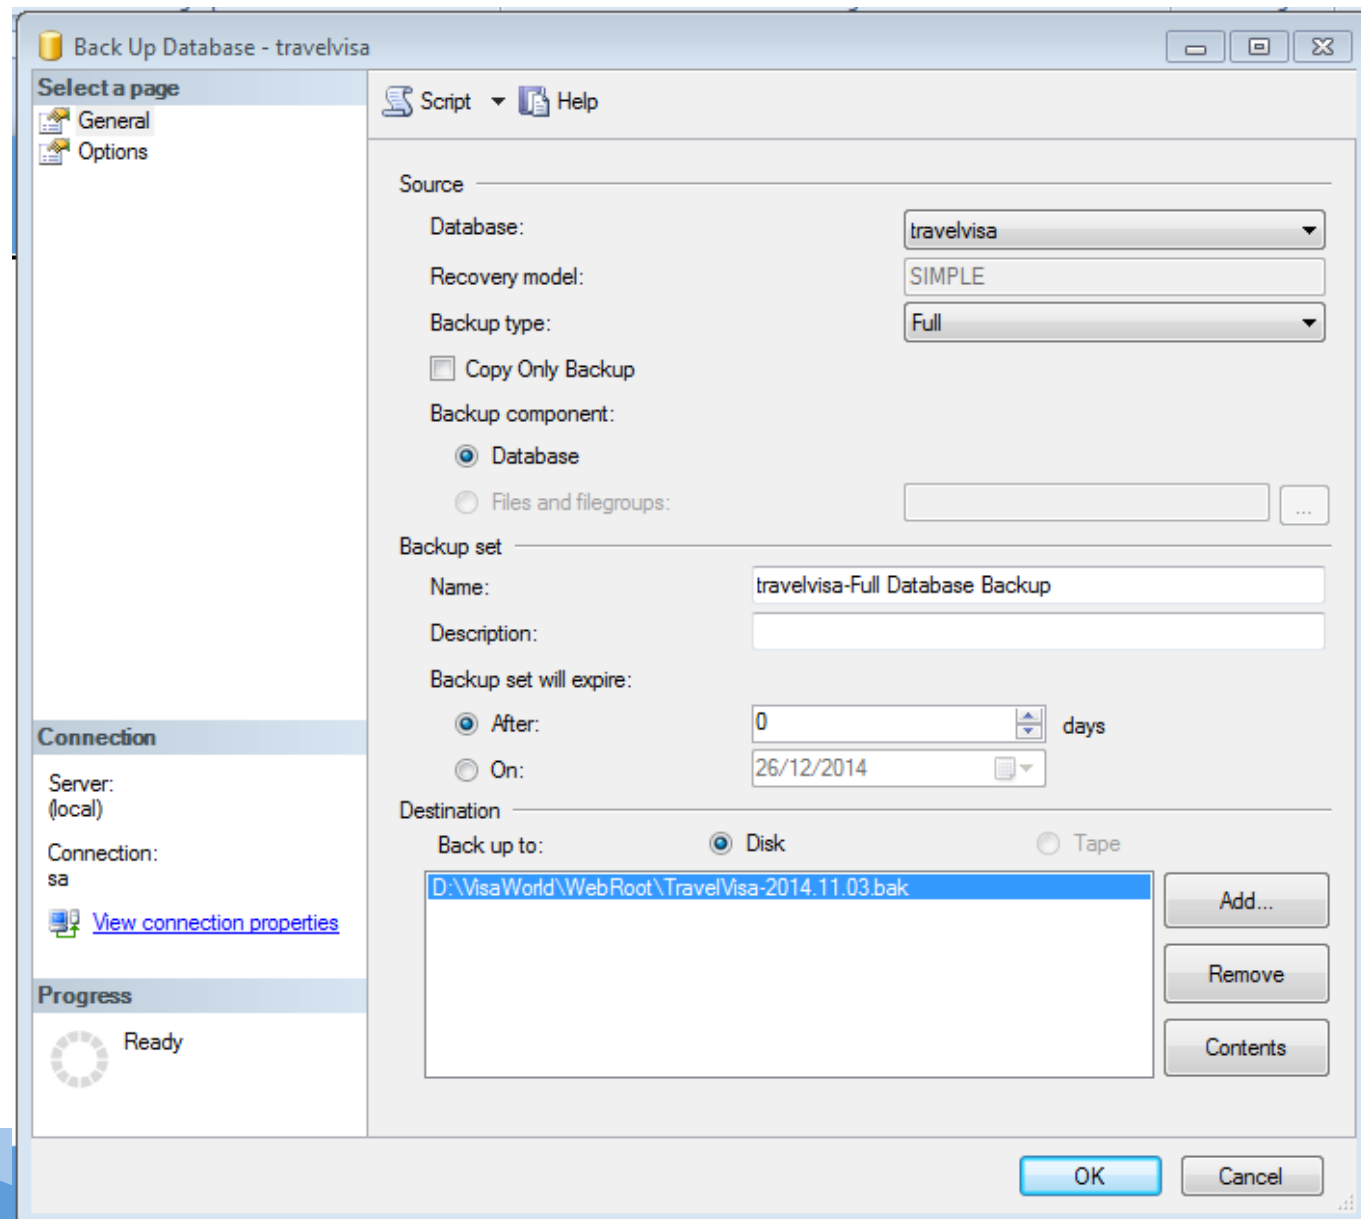 Back Up Database - travelvisa
Select a page
General
Options
Script
Help
Source
Database:
travelvisa
Recovery model:
SIMPLE
Backup type:
Full
Copy Only Backup
Backup component:
Database
Files and filegroups:
...
Backup set
Name:
travelvisa-Full Database Backup
Description:
Backup set will expire:
After:
0
days
On:
26/12/2014
Destination
Back up to:
Disk
Tape
D:\VisaWorld\WebRoot\TravelVisa-2014.11.03.bak
Add...
Remove
Contents
Connection
Server:
(local)
Connection:
sa
View connection properties
Progress
Ready
OK
Cancel